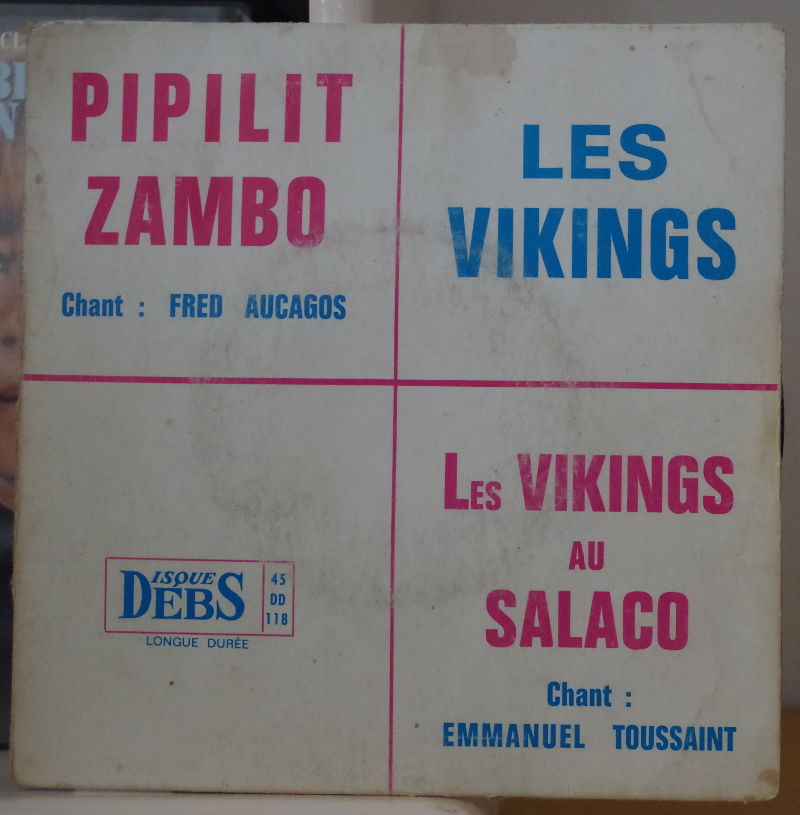 PIPILIT
ZAMBO
Chant : FRED AUCAGOS
LES
VIKINGS
DISQUE
DEBS
45
DD
118
LONGUE DURÉE
LES VIKINGS
AU
SALACO
Chant :
EMMANUEL TOUSSAINT